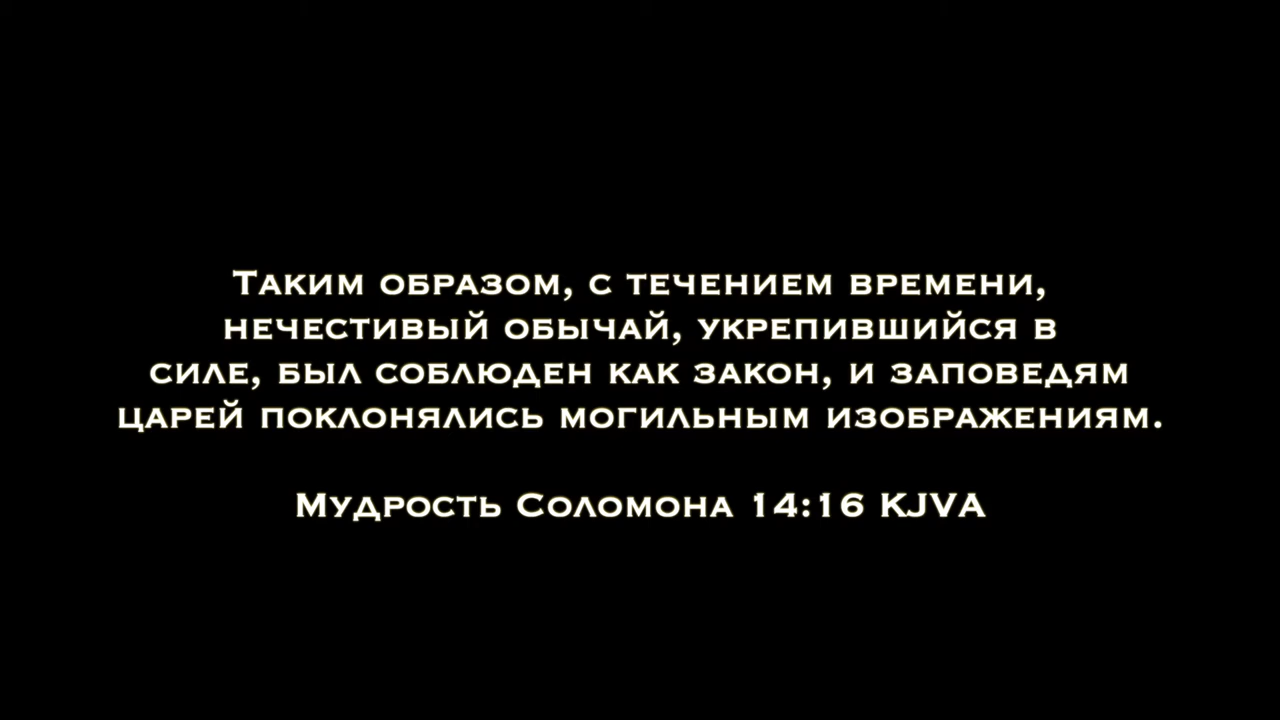 Таким образом, с течением времени,
нечестивый обычай, укрепившийся в
силе, был соблюден как закон, и заповедям
царей поклонялись могильным изображениям.
Мудрость Соломона 14:16 KJVA